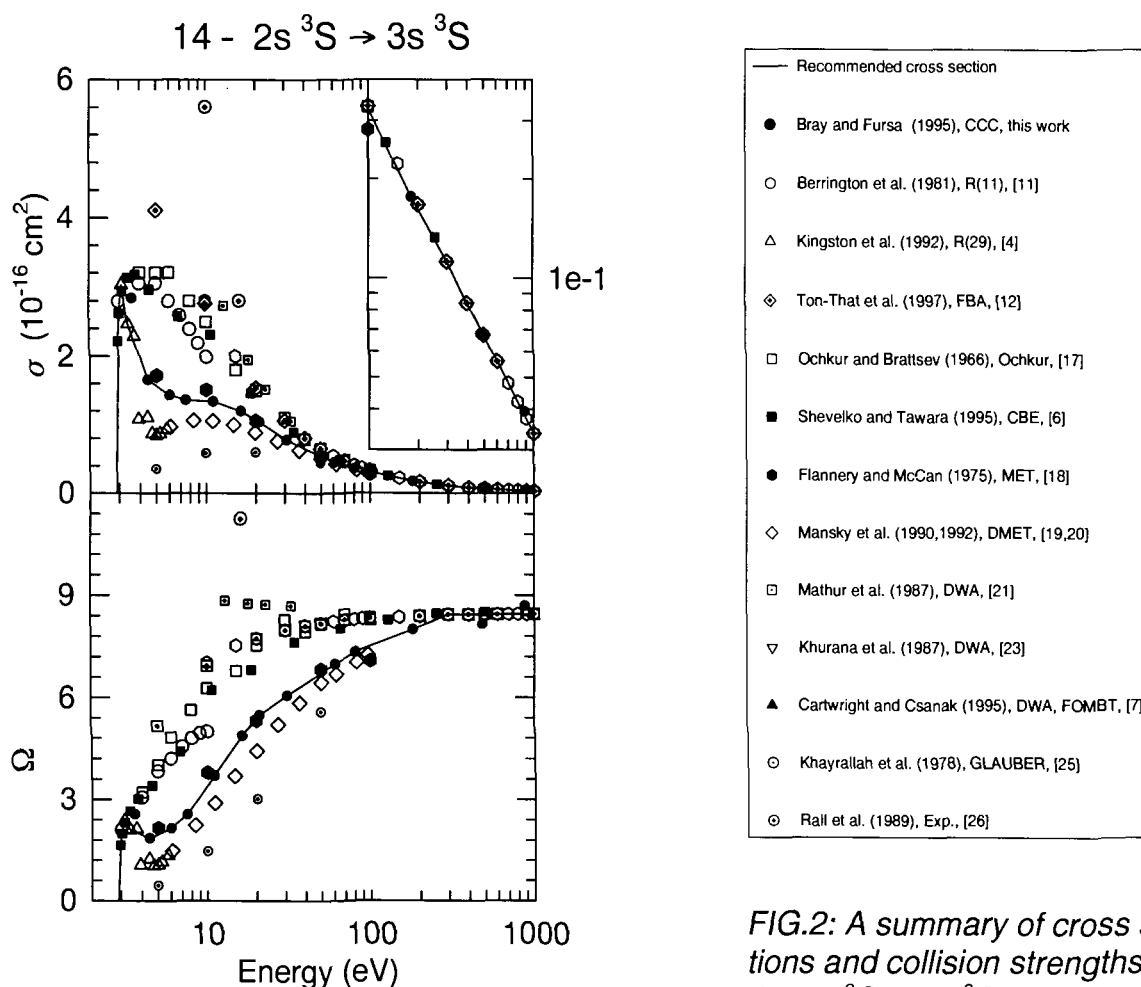 14 - 2s ³S → 3s ³S
6
4
2
0
σ (10⁻¹⁶ cm²)
1e-1
9
6
3
0
Ω
10
100
1000
Energy (eV)
Recommended cross section
Bray and Fursa (1995), CCC, this work
Berrington et al. (1981), R(11), [11]
Kingston et al. (1992), R(29), [4]
Ton-That et al. (1997), FBA, [12]
Ochkur and Brattsev (1966), Ochkur, [17]
Shevelko and Tawara (1995), CBE, [6]
Flannery and McCan (1975), MET, [18]
Mansky et al. (1990,1992), DMET, [19,20]
Mathur et al. (1987), DWA, [21]
Khurana et al. (1987), DWA, [23]
Cartwright and Csanak (1995), DWA, FOMBT, [7]
Khayrallah et al. (1978), GLAUBER, [25]
Rall et al. (1989), Exp., [26]
FIG.2: A summary of cross s
tions and collision strengths